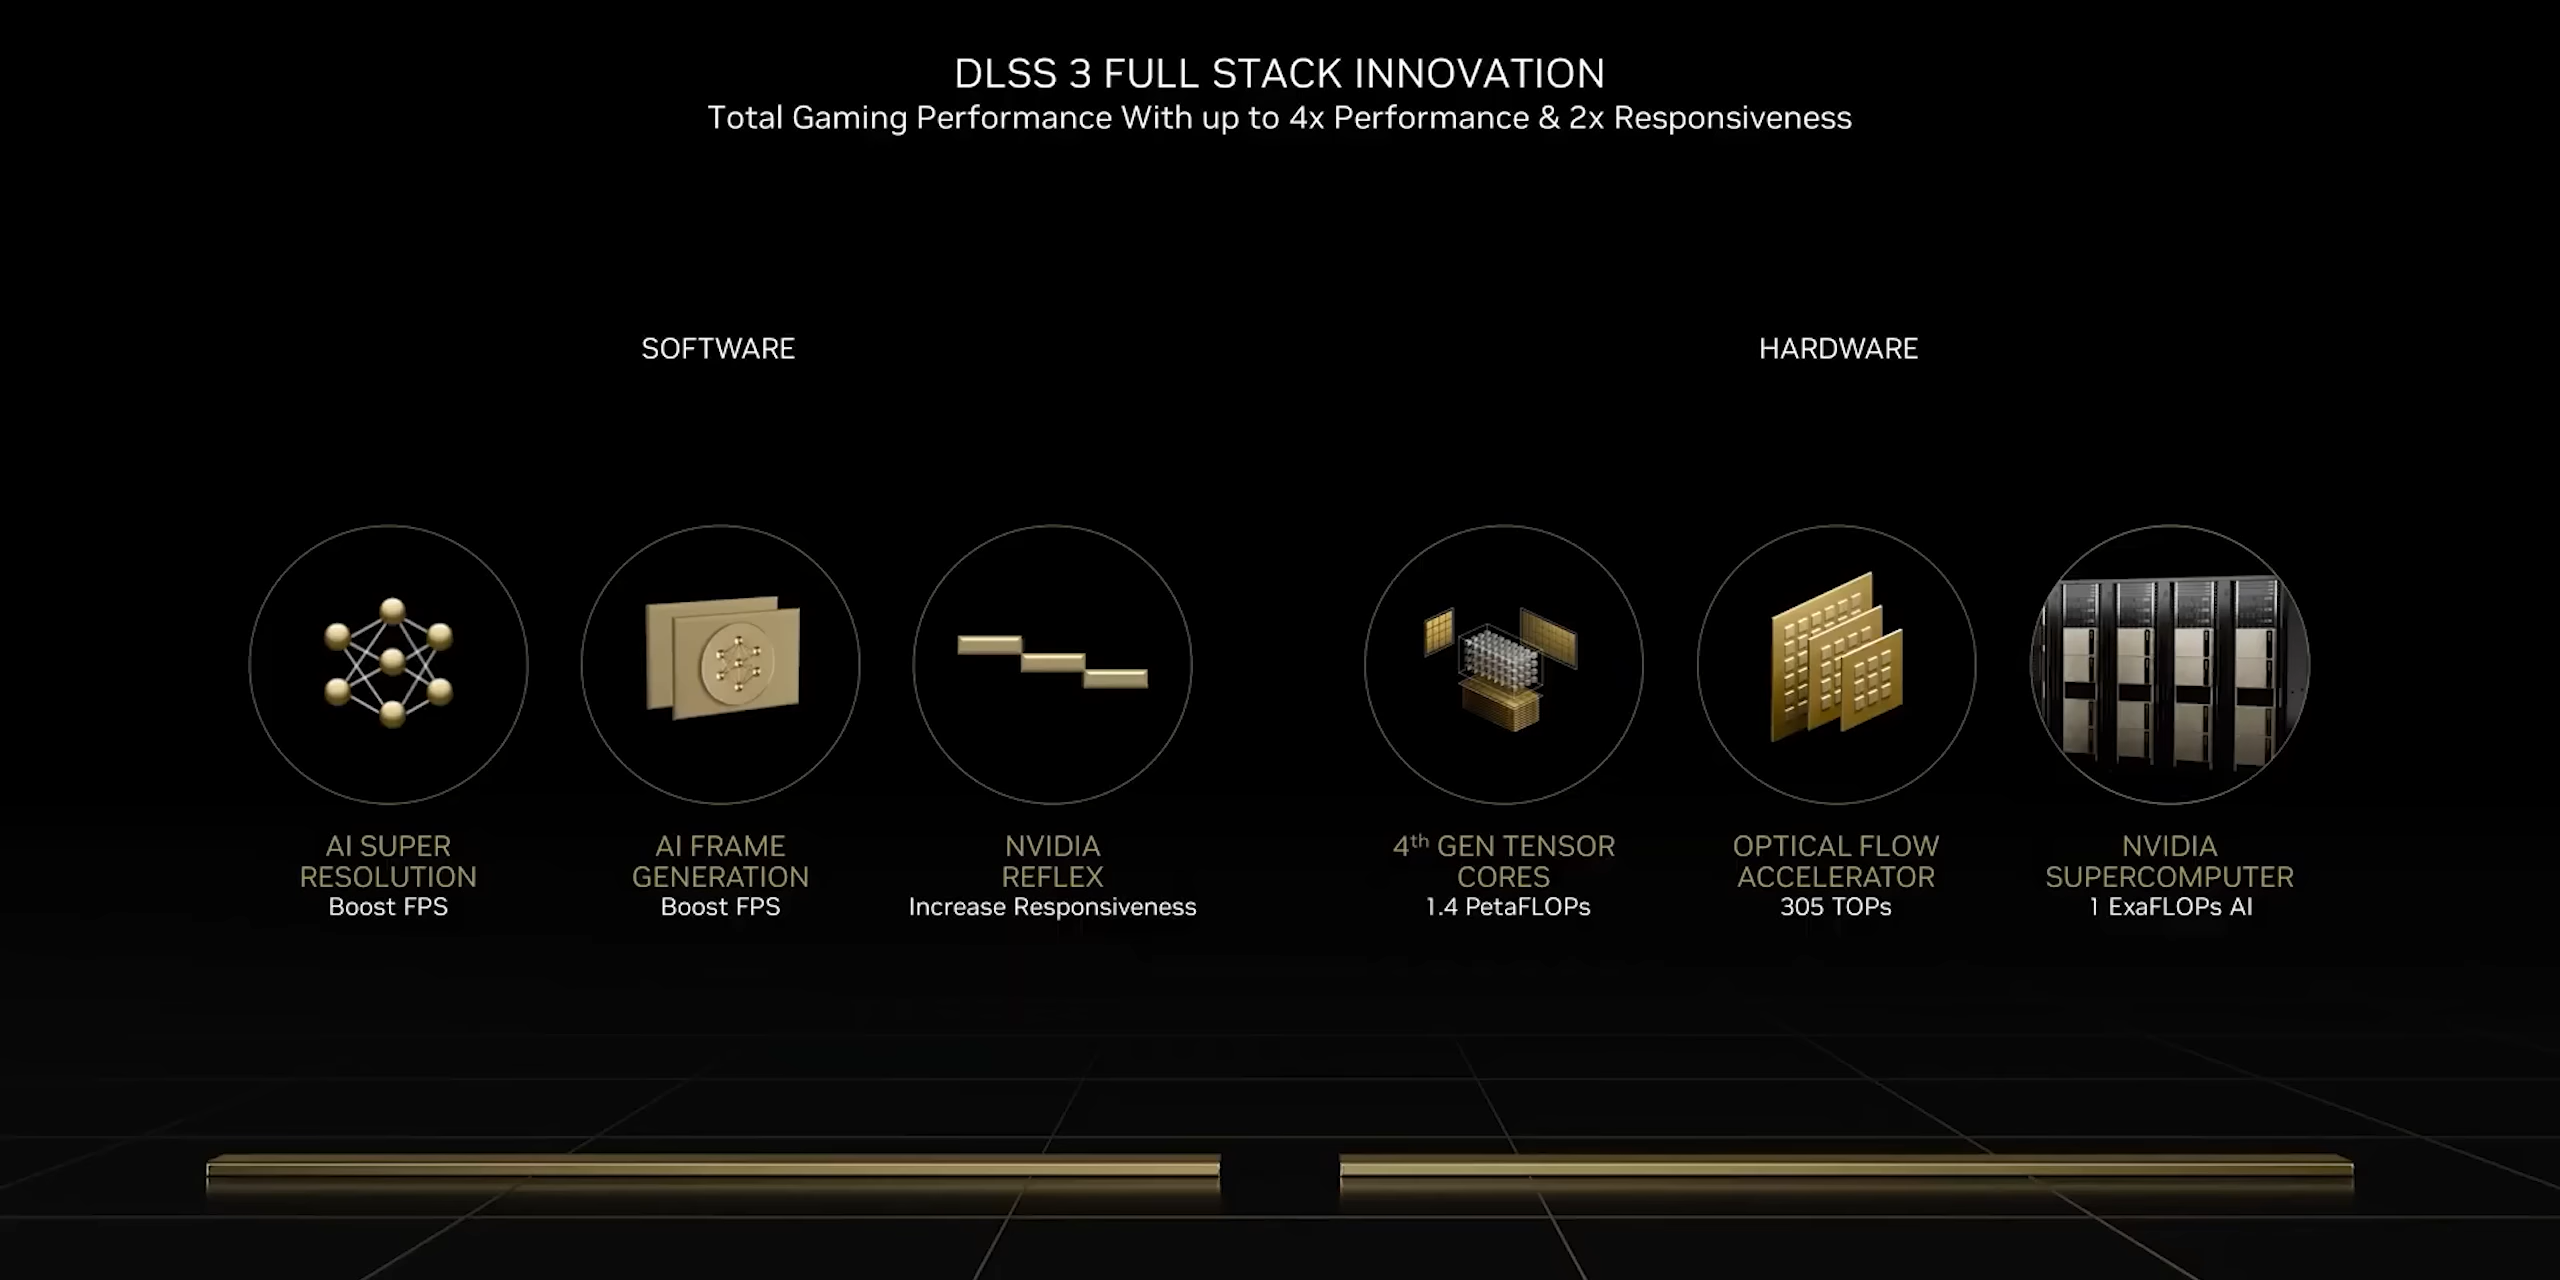 DLSS 3 FULL STACK INNOVATION
Total Gaming Performance With up to 4x Performance & 2x Responsiveness
SOFTWARE
AI SUPER
RESOLUTION
Boost FPS
AI FRAME
GENERATION
Boost FPS
NVIDIA
REFLEX
Increase Responsiveness
HARDWARE
4th GEN TENSOR
CORES
1.4 PetaFLOPs
OPTICAL FLOW
ACCELERATOR
305 TOPs
NVIDIA
SUPERCOMPUTER
1 ExaFLOPs AI